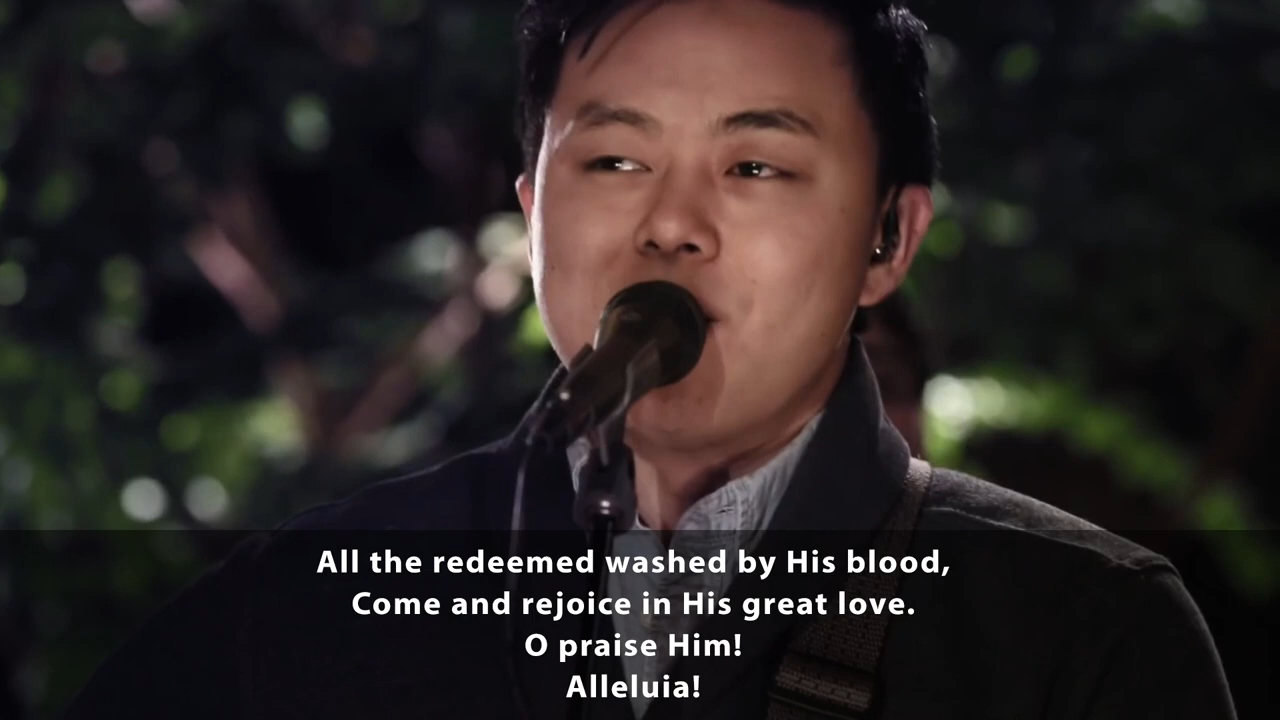 All the redeemed washed by His blood,
Come and rejoice in His great love.
O praise Him!
Alleluia!